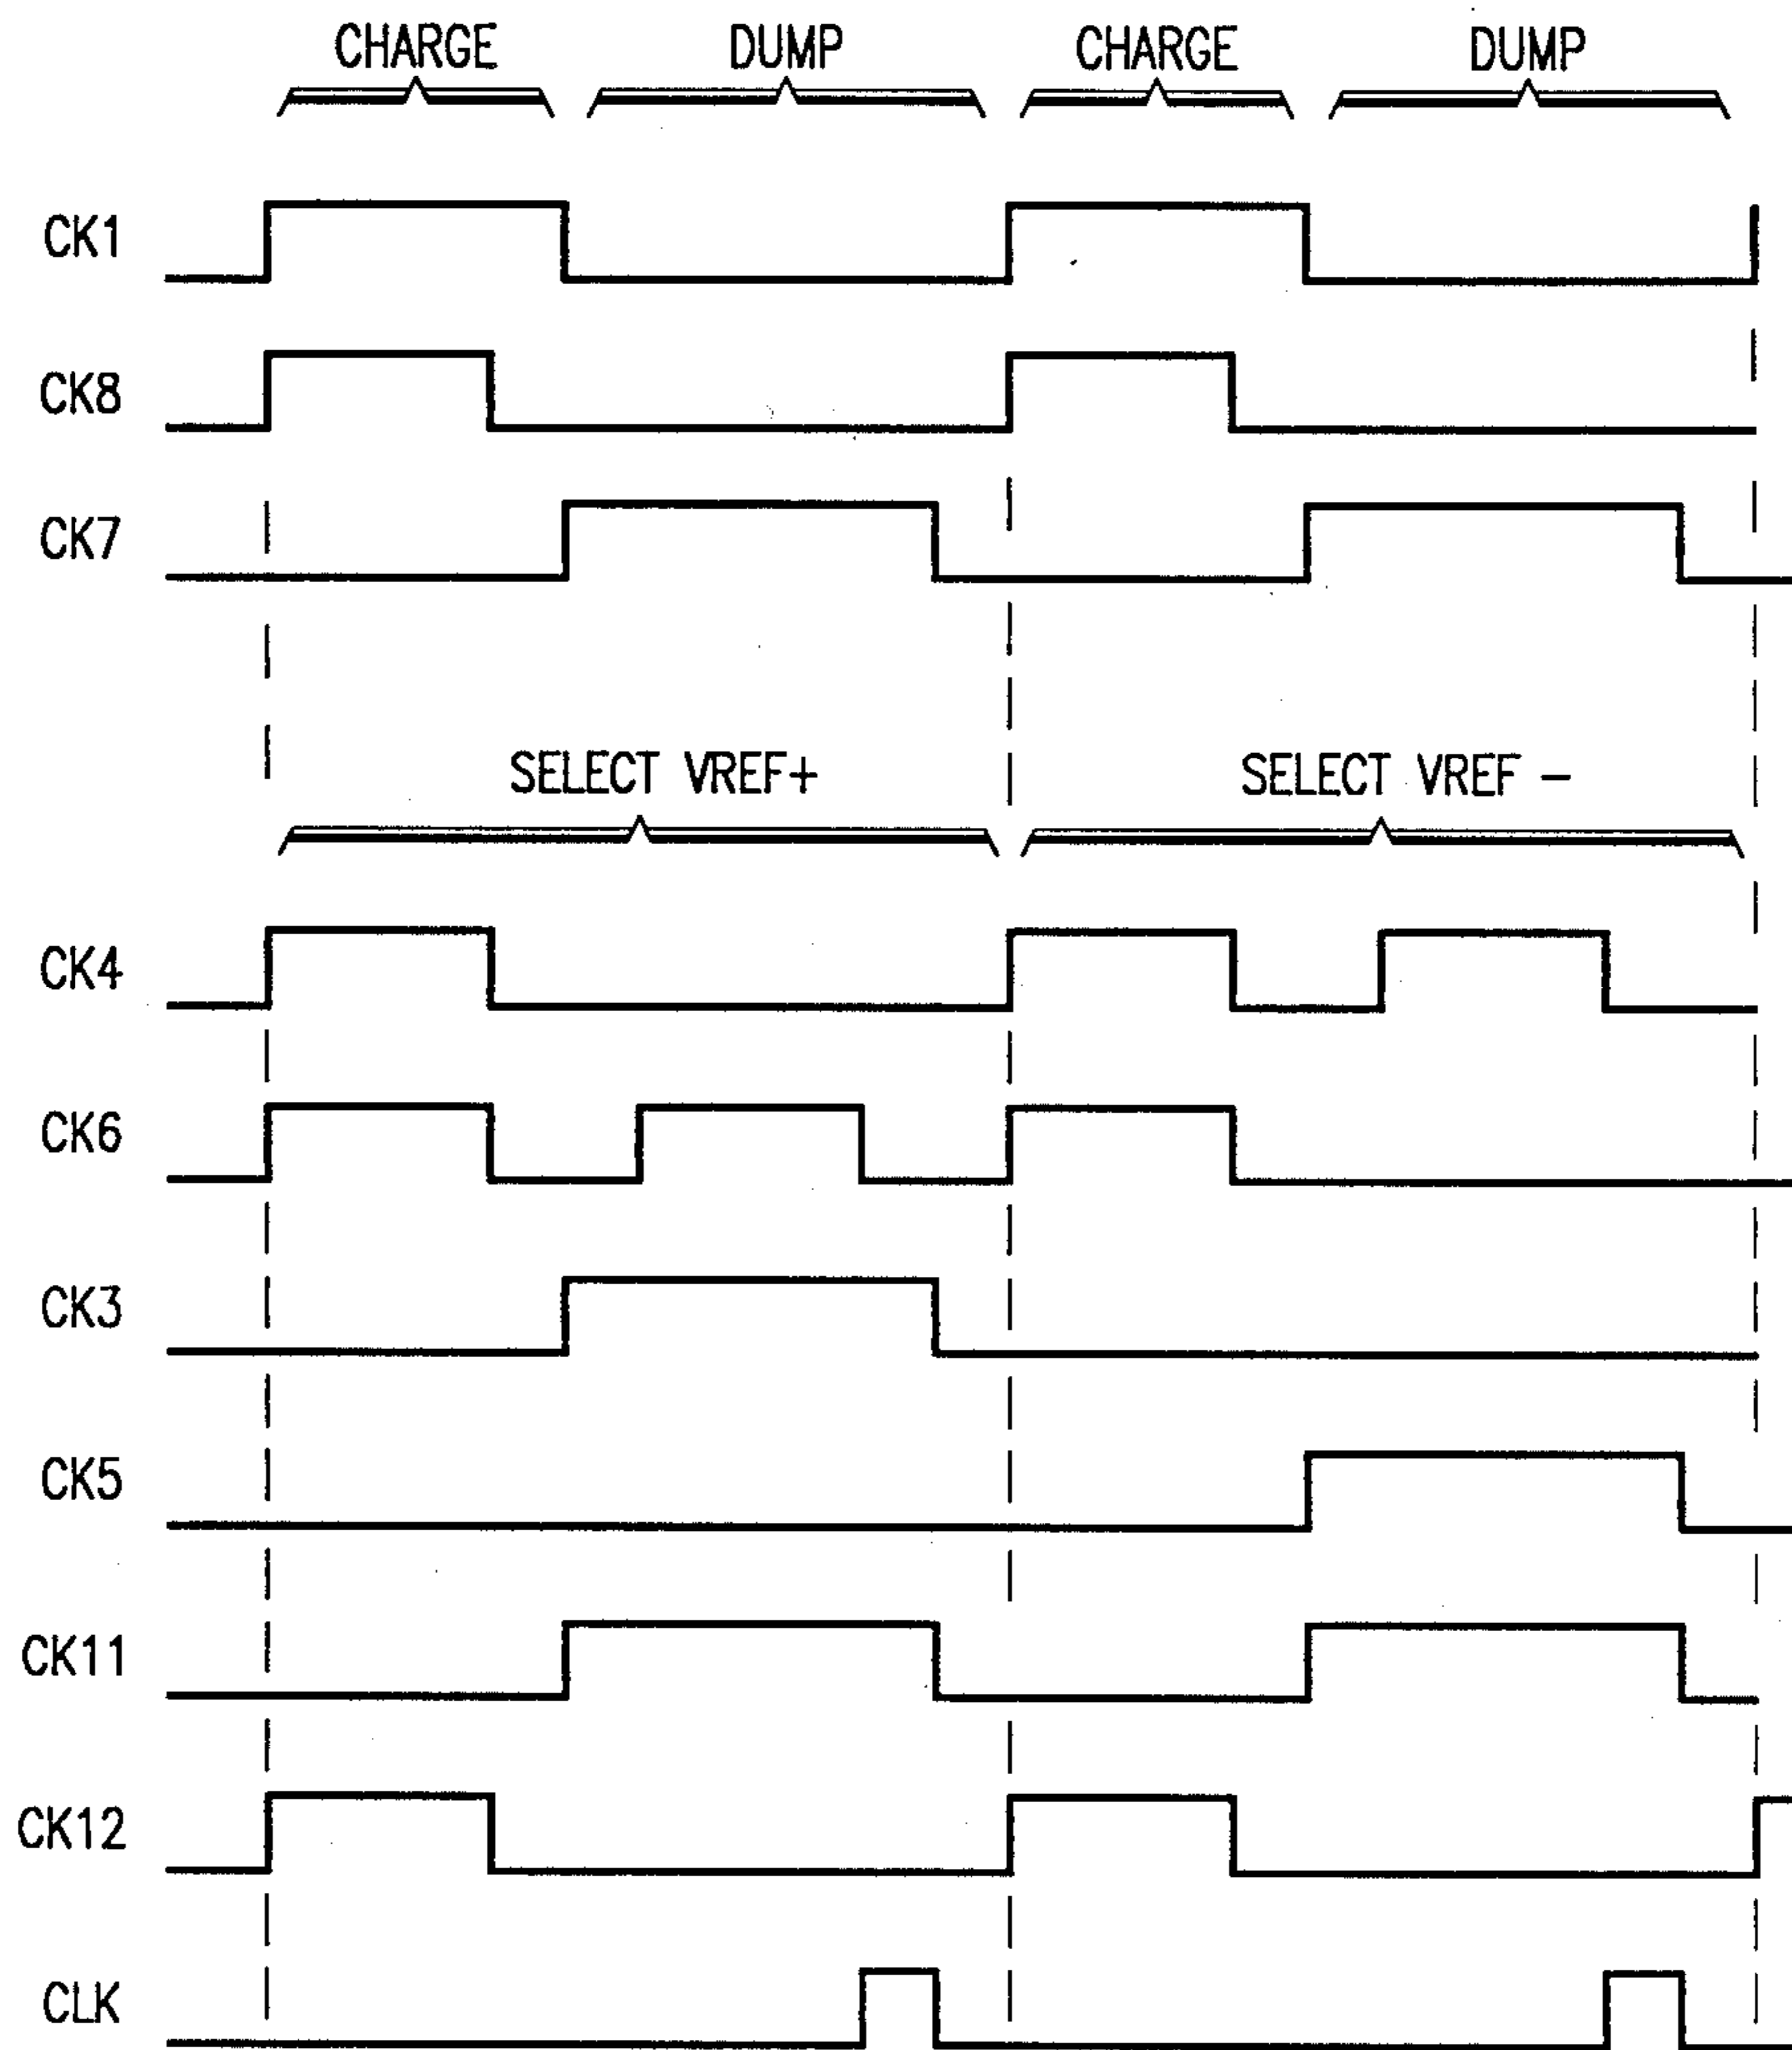 CHARGE DUMP CHARGE DUMP
CK1
CK8
CK7
SELECT VREF+ SELECT VREF −
CK4
CK6
CK3
CK5
CK11
CK12
CLK